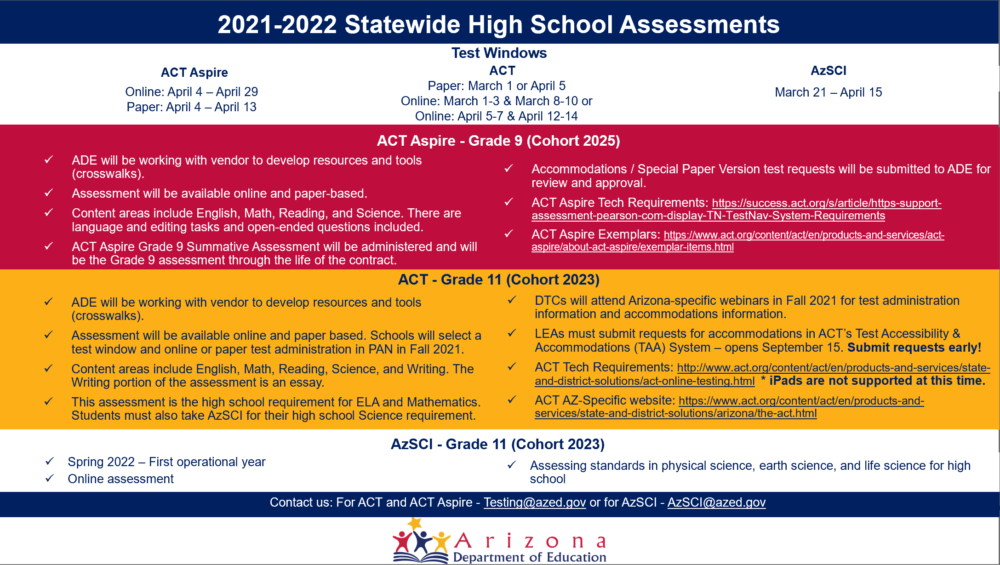 2021-2022 Statewide High School Assessments
Test Windows
ACT Aspire
Online: April 4 – April 29
Paper: April 4 – April 13
ACT
Paper: March 1 or April 5
Online: March 1-3 & March 8-10 or
Online: April 5-7 & April 12-14
AzSCI
March 21 – April 15
ACT Aspire - Grade 9 (Cohort 2025)
✓ ADE will be working with vendor to develop resources and tools
(crosswalks).
✓ Assessment will be available online and paper-based.
✓ Content areas include English, Math, Reading, and Science. There are
language and editing tasks and open-ended questions included.
✓ ACT Aspire Grade 9 Summative Assessment will be administered and will
be the Grade 9 assessment through the life of the contract.
✓ Accommodations / Special Paper Version test requests will be submitted to ADE for
review and approval.
✓ ACT Aspire Tech Requirements: https://success.act.org/s/article/https-support-
assessment-pearson-com-display-TN-TestNav-System-Requirements
✓ ACT Aspire Exemplars: https://www.act.org/content/act/en/products-and-services/act-
aspire/about-act-aspire/exemplar-items.html
ACT - Grade 11 (Cohort 2023)
✓ ADE will be working with vendor to develop resources and tools
(crosswalks).
✓ Assessment will be available online and paper based. Schools will select a
test window and online or paper test administration in PAN in Fall 2021.
✓ Content areas include English, Math, Reading, Science, and Writing. The
Writing portion of the assessment is an essay.
✓ This assessment is the high school requirement for ELA and Mathematics.
Students must also take AzSCI for their high school Science requirement.
✓ DTCs will attend Arizona-specific webinars in Fall 2021 for test administration
information and accommodations information.
✓ LEAs must submit requests for accommodations in ACT’s Test Accessibility &
Accommodations (TAA) System – opens September 15. Submit requests early!
✓ ACT Tech Requirements: http://www.act.org/content/act/en/products-and-services/state-
and-district-solutions/act-online-testing.html * iPads are not supported at this time.
✓ ACT AZ-Specific website: https://www.act.org/content/act/en/products-and-
services/state-and-district-solutions/arizona/the-act.html
AzSCI - Grade 11 (Cohort 2023)
✓ Spring 2022 – First operational year
✓ Online assessment
✓ Assessing standards in physical science, earth science, and life science for high
school
Contact us: For ACT and ACT Aspire - Testing@azed.gov or for AzSCI - AzSCI@azed.gov
Arizona
Department of Education